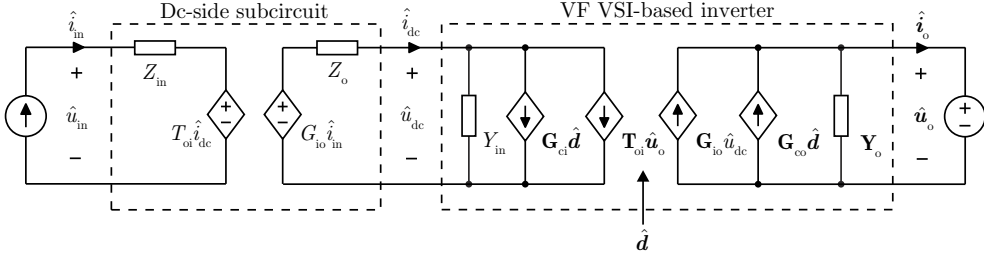 Dc-side subcircuit
VF VSI-based inverter
î_in
î_dc
î_o
Z_in
Z_o
+
+
+
û_in
T_oi î_dc
+
−
+
−
G_io î_in
û_dc
Y_in
G_ci d̂
T_oi û_o
G_io û_dc
G_co d̂
Y_o
û_o
+
−
−
−
−
d̂